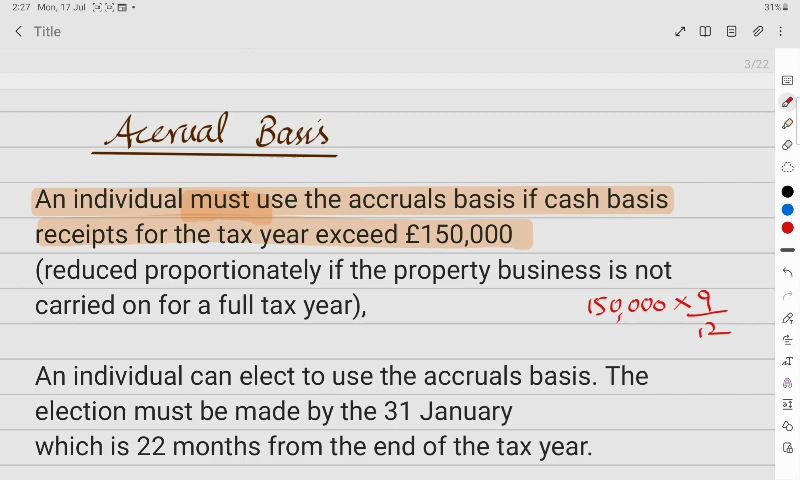 2:27 Mon, 17 Jul
31%
Title
3/22
Accrual Basis
An individual must use the accruals basis if cash basis
receipts for the tax year exceed £150,000
(reduced proportionately if the property business is not
carried on for a full tax year),
150,000 × 9
12
An individual can elect to use the accruals basis. The
election must be made by the 31 January
which is 22 months from the end of the tax year.